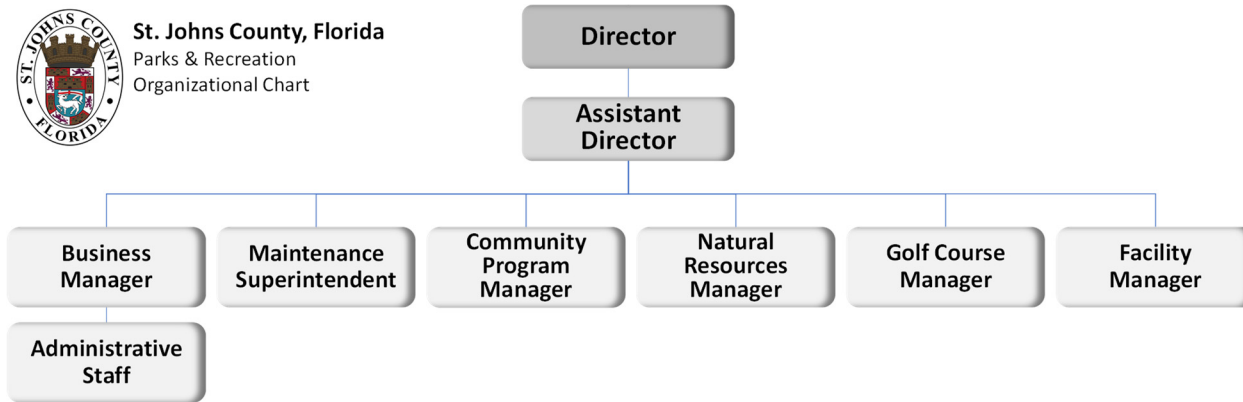 ST. JOHNS COUNTY
FLORIDA
St. Johns County, Florida
Parks & Recreation
Organizational Chart
Director
Assistant
Director
Business
Manager
Maintenance
Superintendent
Community
Program
Manager
Natural
Resources
Manager
Golf Course
Manager
Facility
Manager
Administrative
Staff